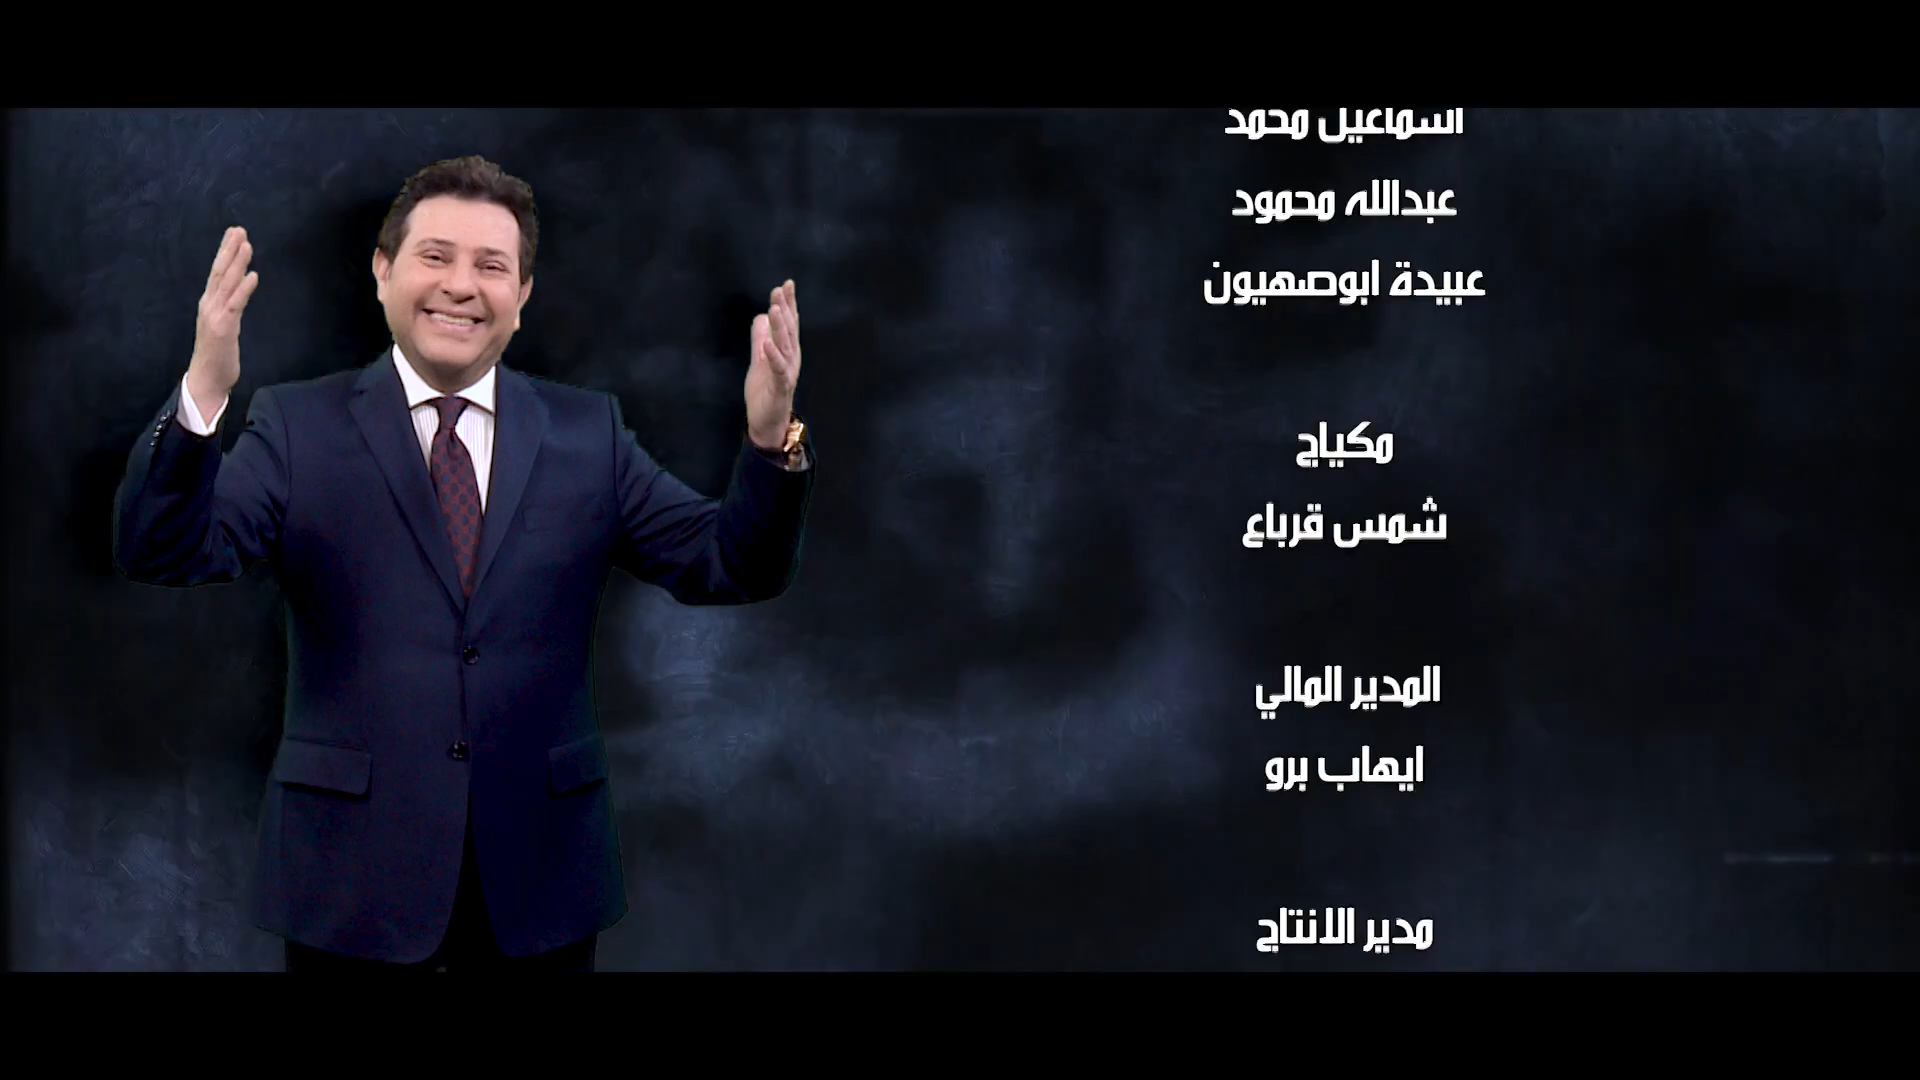 اسماعيل محمد
عبدالله محمود
عبيدة ابوصهيون
مكياج
شمس قرباع
المدير المالي
ايهاب برو
مدير الانتاج